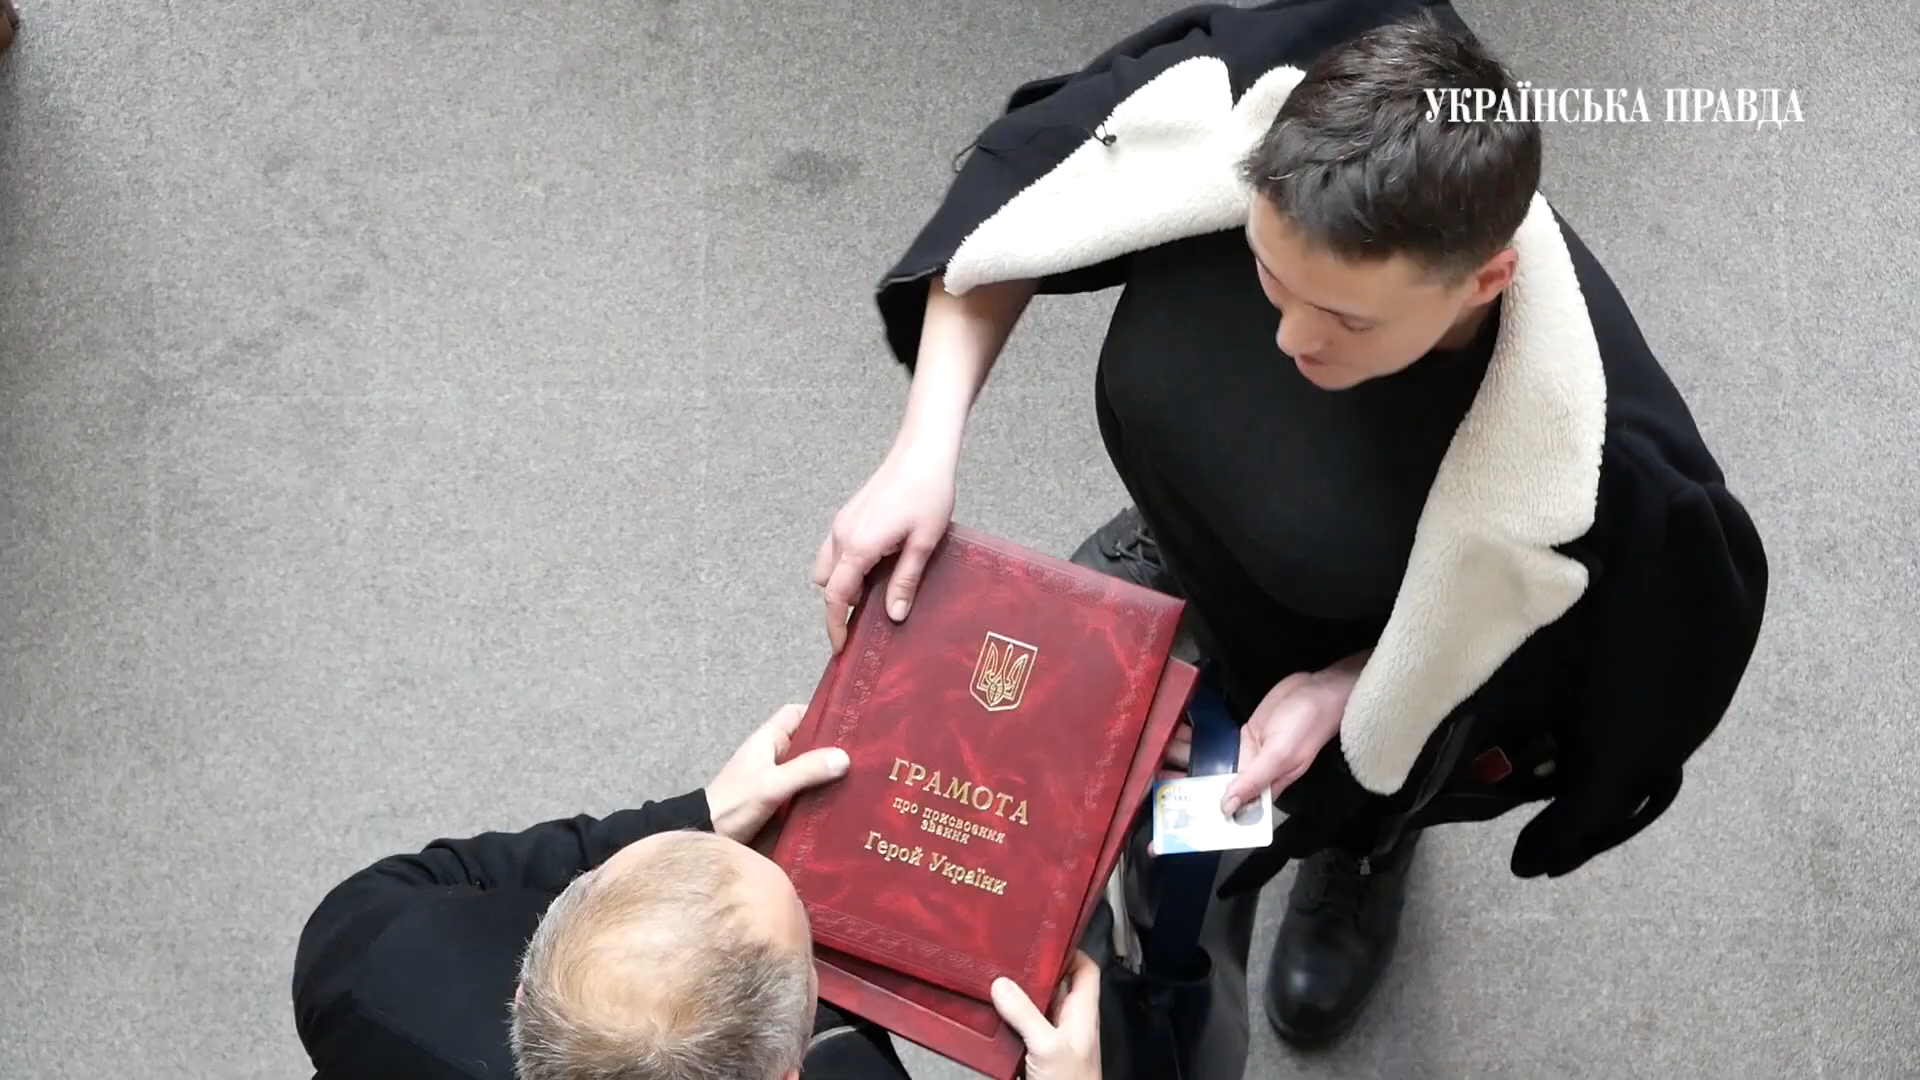 УКРАЇНСЬКА ПРАВДА
ГРАМОТА
про присвоєння
звання
Герой України